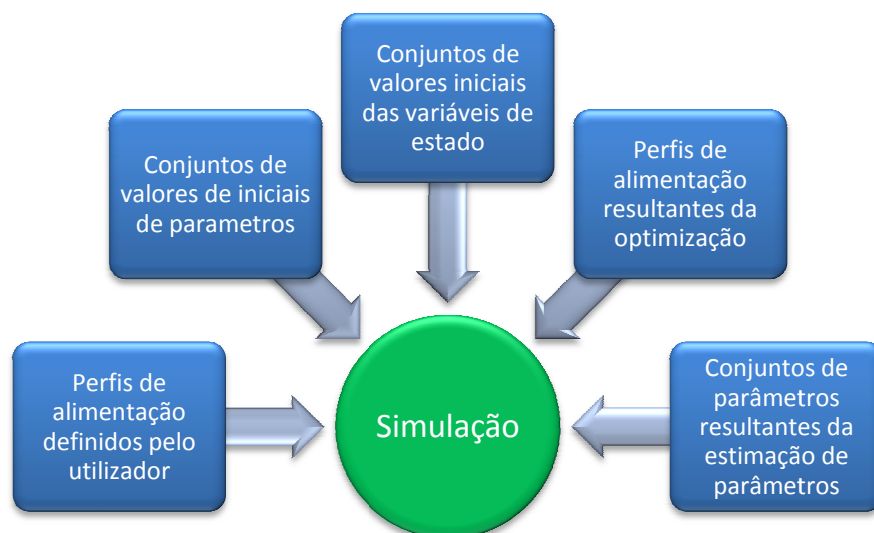 Conjuntos de
valores iniciais
das variáveis de
estado
Conjuntos de
valores de iniciais
de parametros
Perfis de
alimentação
resultantes da
optimização
Perfis de
alimentação
definidos pelo
utilizador
Simulação
Conjuntos de
parâmetros
resultantes da
estimação de
parâmetros